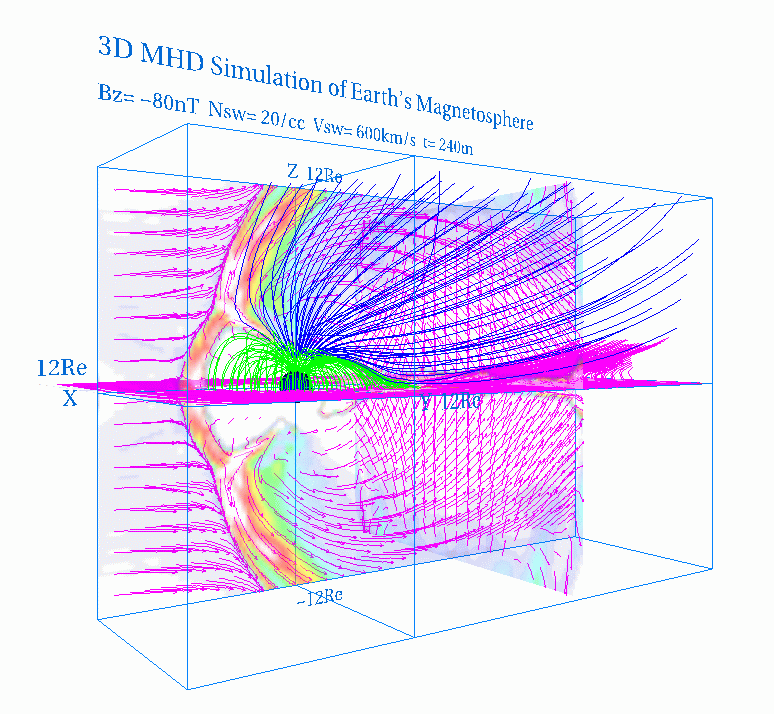 3D MHD Simulation of Earth's Magnetosphere
Bz= -80nT Nsw= 20/cc Vsw= 600km/s t= 240m
Z 12Re
12Re
X
y 12Re
-12Re